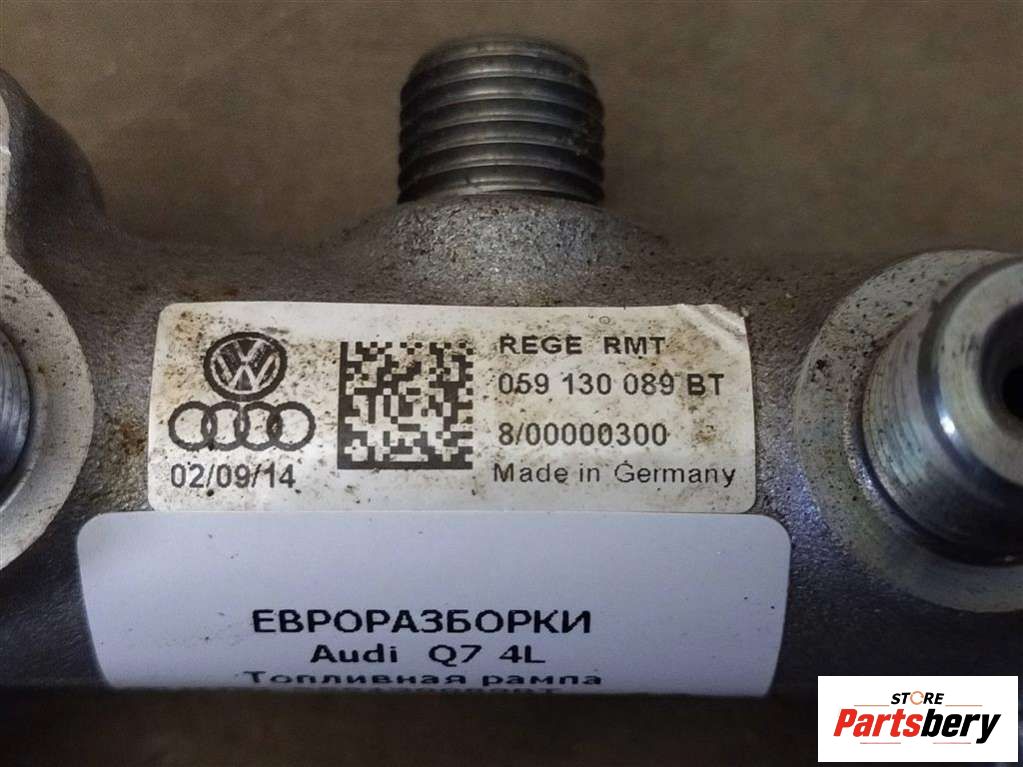 REGE RMT
059 130 089 BT
8/00000300
Made in Germany
02/09/14
ЕВРОРАЗБОРКИ
Audi Q7 4L
Топливная рампа
STORE
Partsbery